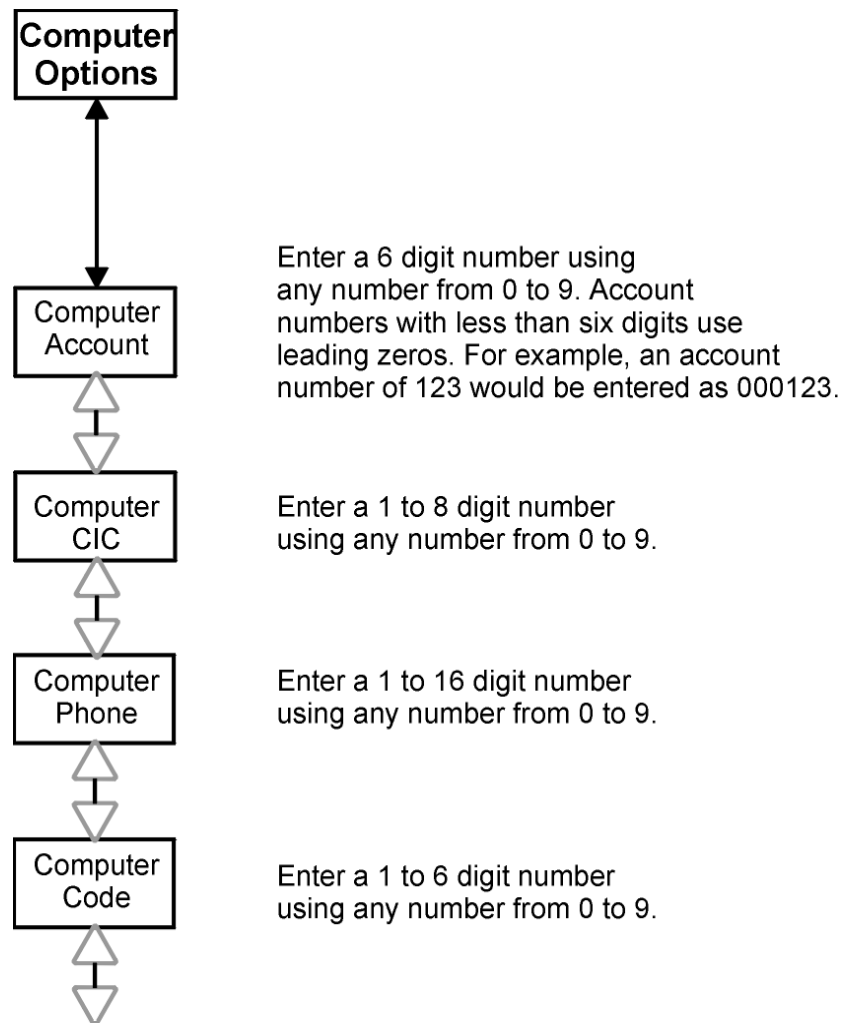 Computer
Options
Enter a 6 digit number using
any number from 0 to 9. Account
numbers with less than six digits use
leading zeros. For example, an account
number of 123 would be entered as 000123.
Computer
Account
Computer
CIC
Enter a 1 to 8 digit number
using any number from 0 to 9.
Computer
Phone
Enter a 1 to 16 digit number
using any number from 0 to 9.
Computer
Code
Enter a 1 to 6 digit number
using any number from 0 to 9.